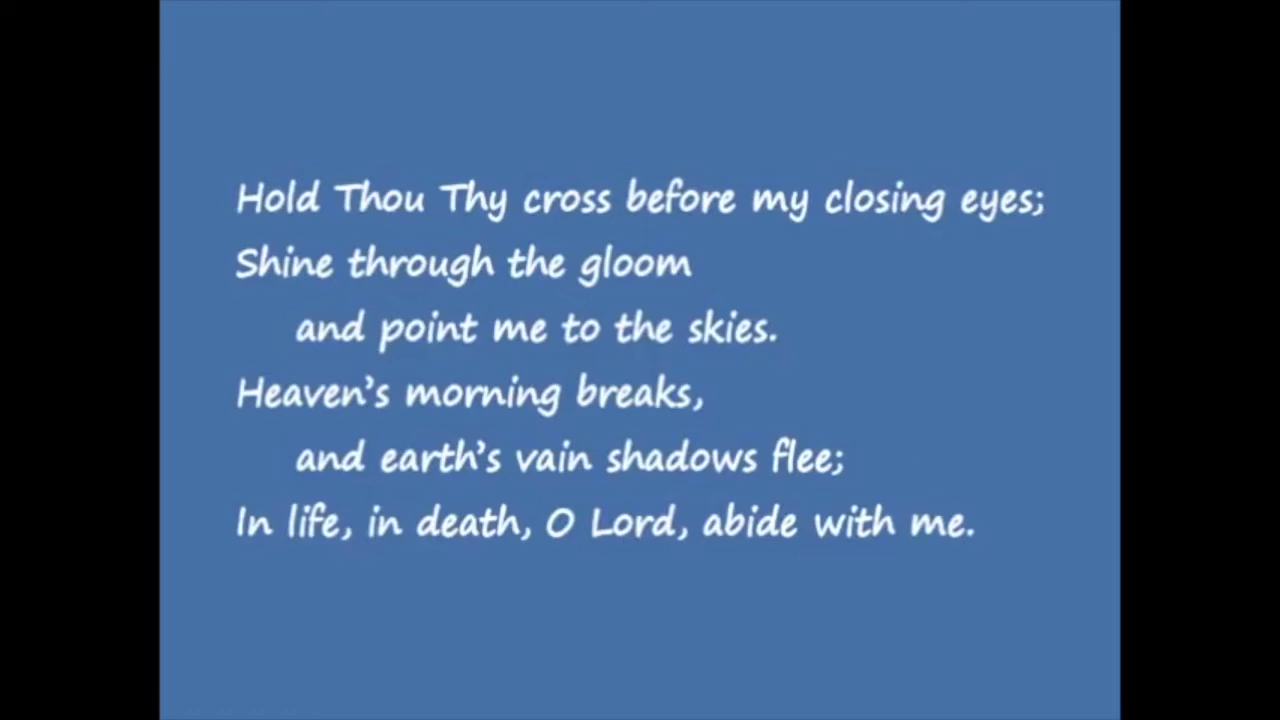 Hold Thou Thy cross before my closing eyes;
Shine through the gloom
and point me to the skies.
Heaven's morning breaks,
and earth's vain shadows flee;
In life, in death, O Lord, abide with me.